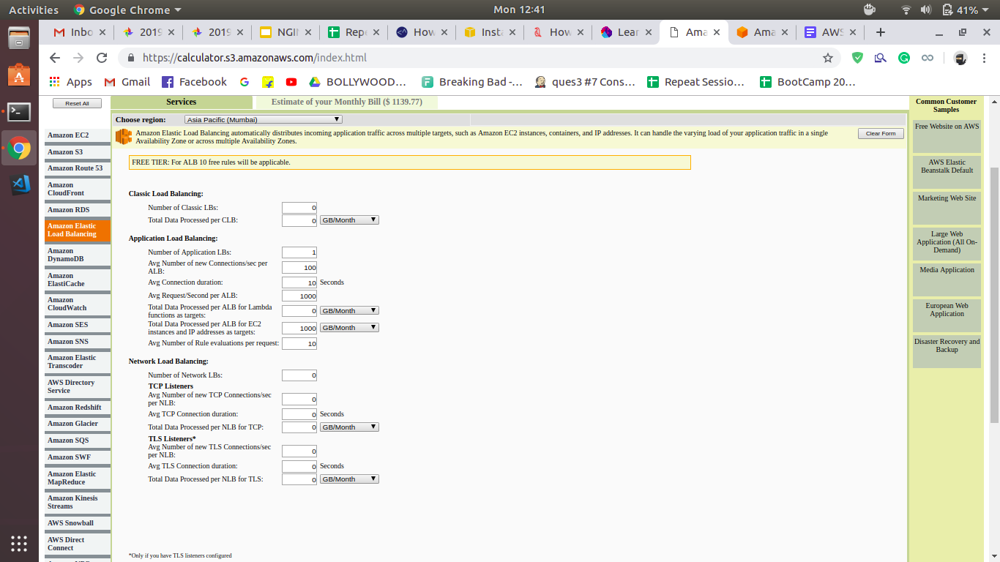 Activities
Google Chrome
Mon 12:41
41%
Inbo
2019
2019
NGI
Rep
How
Insta
How
Lear
Ama
Ama
AWS
https://calculator.s3.amazonaws.com/index.html
Apps
Gmail
Facebook
BOLLYWOOD...
Breaking Bad -...
ques3 #7 Cons...
Repeat Sessio...
BootCamp 20...
Reset All
Services
Estimate of your Monthly Bill ($ 1139.77)
Choose region:
Asia Pacific (Mumbai)
Amazon Elastic Load Balancing automatically distributes incoming application traffic across multiple targets, such as Amazon EC2 instances, containers, and IP addresses. It can handle the varying load of your application traffic in a single
Availability Zone or across multiple Availability Zones.
Clear Form
FREE TIER: For ALB 10 free rules will be applicable.
Amazon EC2
Amazon S3
Amazon Route 53
Amazon
CloudFront
Amazon RDS
Amazon Elastic
Load Balancing
Amazon
DynamoDB
Amazon
ElastiCache
Amazon
CloudWatch
Amazon SES
Amazon SNS
Amazon Elastic
Transcoder
AWS Directory
Service
Amazon Redshift
Amazon Glacier
Amazon SQS
Amazon SWF
Amazon Elastic
MapReduce
Amazon Kinesis
Streams
AWS Snowball
AWS Direct
Connect
Classic Load Balancing:
Number of Classic LBs: 0
Total Data Processed per CLB: 0 GB/Month
Application Load Balancing:
Number of Application LBs: 1
Avg Number of new Connections/sec per
ALB: 100
Avg Connection duration: 10 Seconds
Avg Request/Second per ALB: 1000
Total Data Processed per ALB for Lambda
functions as targets: 0 GB/Month
Total Data Processed per ALB for EC2
instances and IP addresses as targets: 1000 GB/Month
Avg Number of Rule evaluations per request: 10
Network Load Balancing:
Number of Network LBs: 0
TCP Listeners
Avg Number of new TCP Connections/sec
per NLB: 0
Avg TCP Connection duration: 0 Seconds
Total Data Processed per NLB for TCP: 0 GB/Month
TLS Listeners*
Avg Number of new TLS Connections/sec
per NLB: 0
Avg TLS Connection duration: 0 Seconds
Total Data Processed per NLB for TLS: 0 GB/Month
*Only if you have TLS listeners configured
Common Customer
Samples
Free Website on AWS
AWS Elastic
Beanstalk Default
Marketing Web Site
Large Web
Application (All On-
Demand)
Media Application
European Web
Application
Disaster Recovery and
Backup